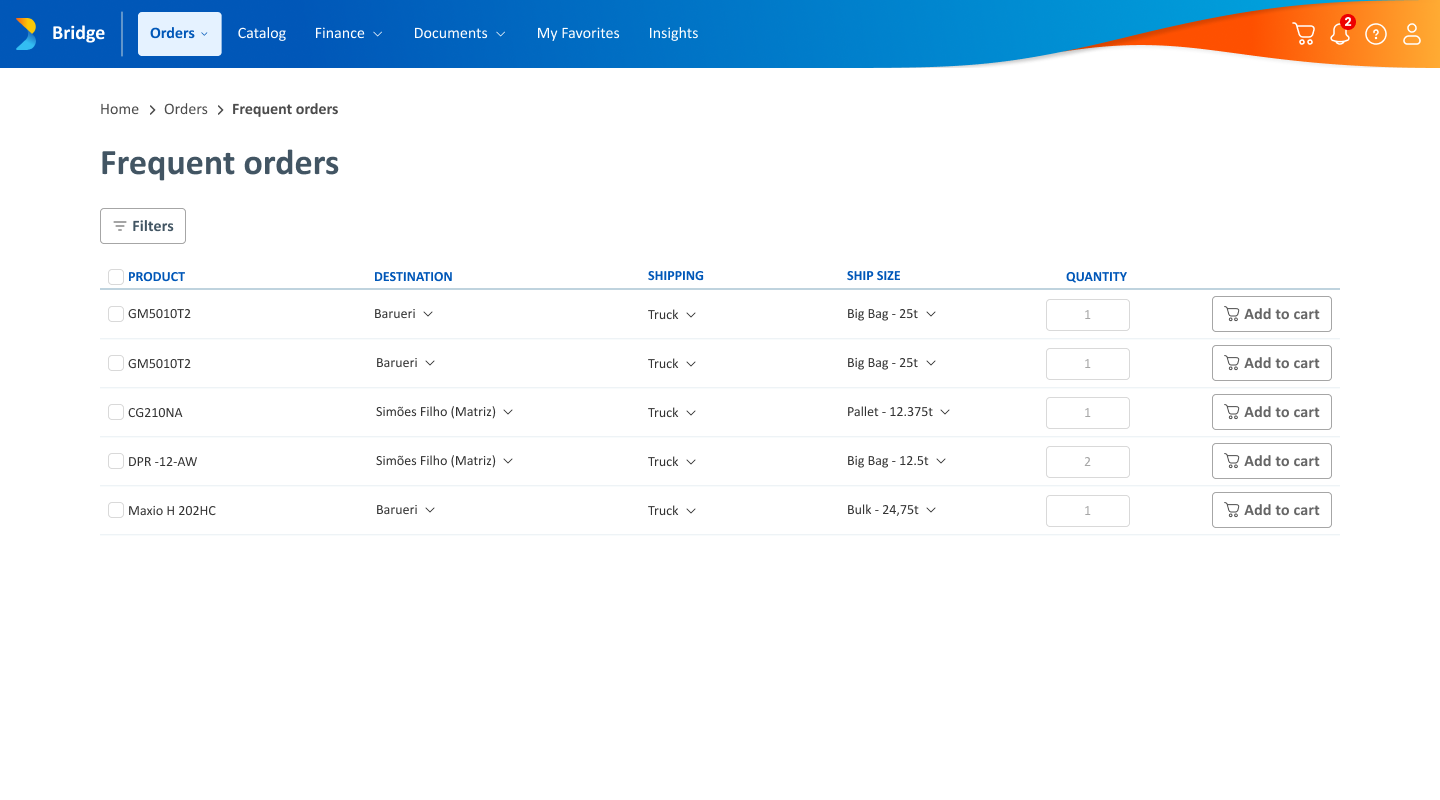 Bridge Orders Catalog Finance Documents My Favorites Insights 2
Home Orders Frequent orders
Frequent orders
Filters
PRODUCT DESTINATION SHIPPING SHIP SIZE QUANTITY
GM5010T2 Barueri Truck Big Bag - 25t 1 Add to cart
GM5010T2 Barueri Truck Big Bag - 25t 1 Add to cart
CG210NA Simões Filho (Matriz) Truck Pallet - 12.375t 1 Add to cart
DPR -12-AW Simões Filho (Matriz) Truck Big Bag - 12.5t 2 Add to cart
Maxio H 202HC Barueri Truck Bulk - 24,75t 1 Add to cart